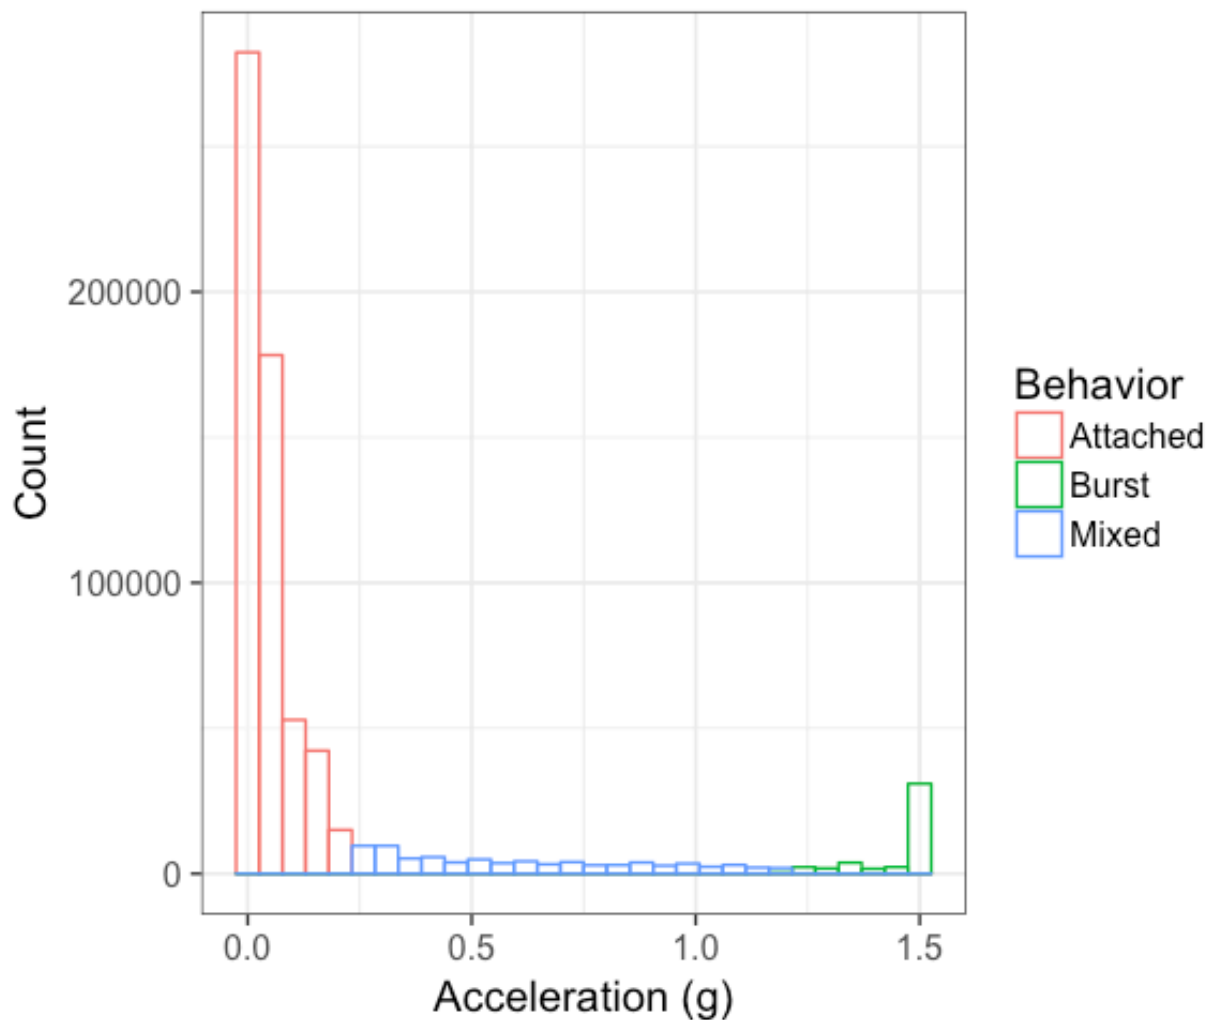 Count
200000
100000
0
0.0 0.5 1.0 1.5
Acceleration (g)
Behavior
Attached
Burst
Mixed